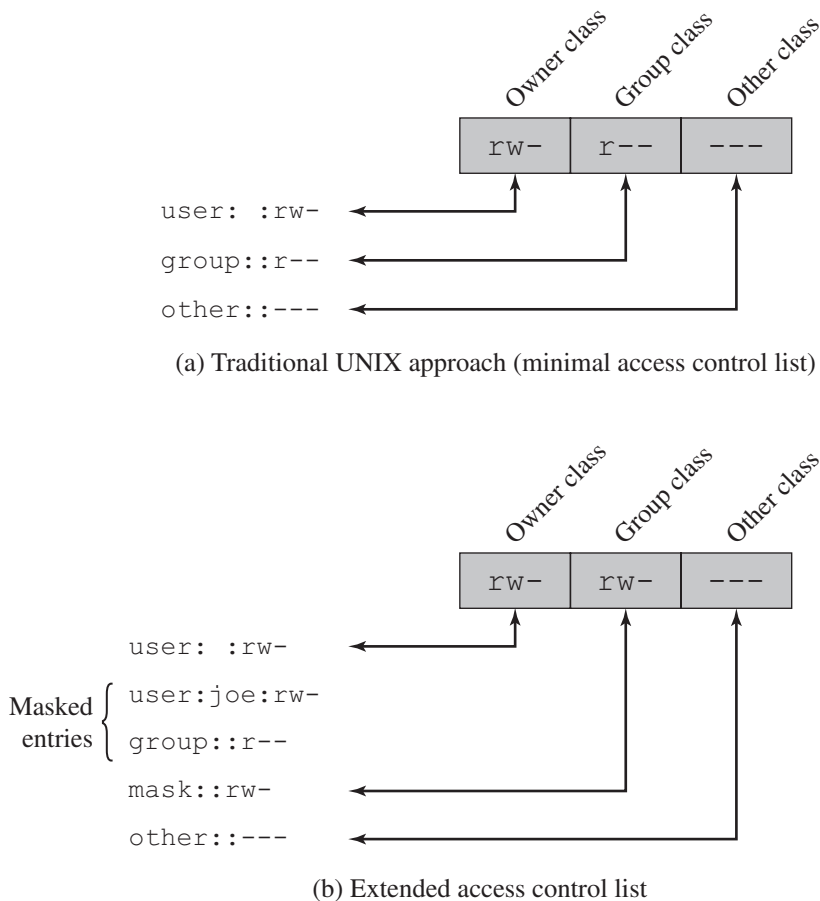 Owner class
Group class
Other class
rw- r-- ---
user: :rw-
group::r--
other::---
(a) Traditional UNIX approach (minimal access control list)
Owner class
Group class
Other class
rw- rw- ---
user: :rw-
Masked entries
user:joe:rw-
group::r--
mask::rw-
other::---
(b) Extended access control list